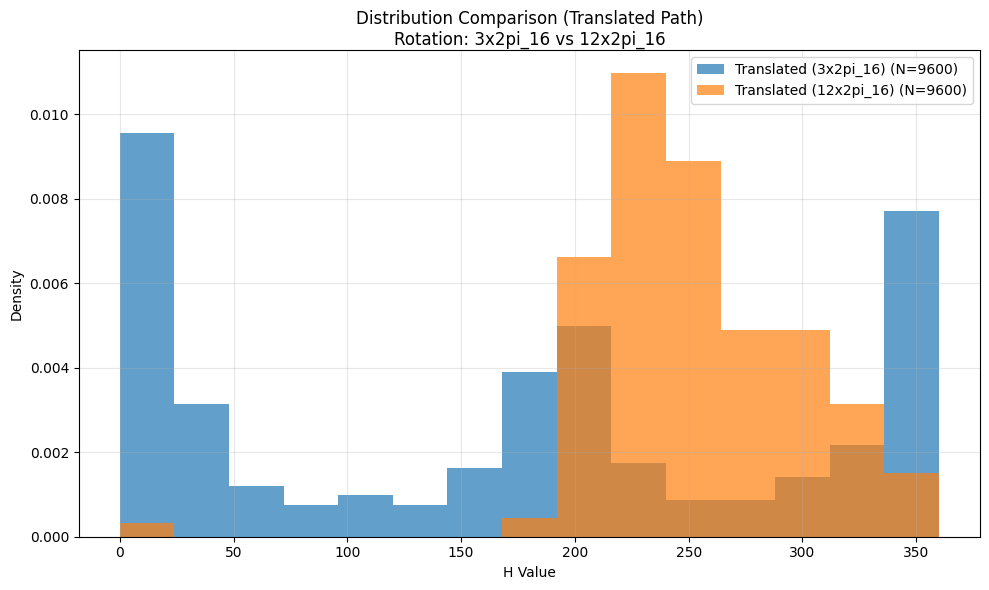 Distribution Comparison (Translated Path)
Rotation: 3x2pi_16 vs 12x2pi_16
Translated (3x2pi_16) (N=9600)
Translated (12x2pi_16) (N=9600)
0.010
0.008
0.006
0.004
0.002
0.000
Density
0 50 100 150 200 250 300 350
H Value